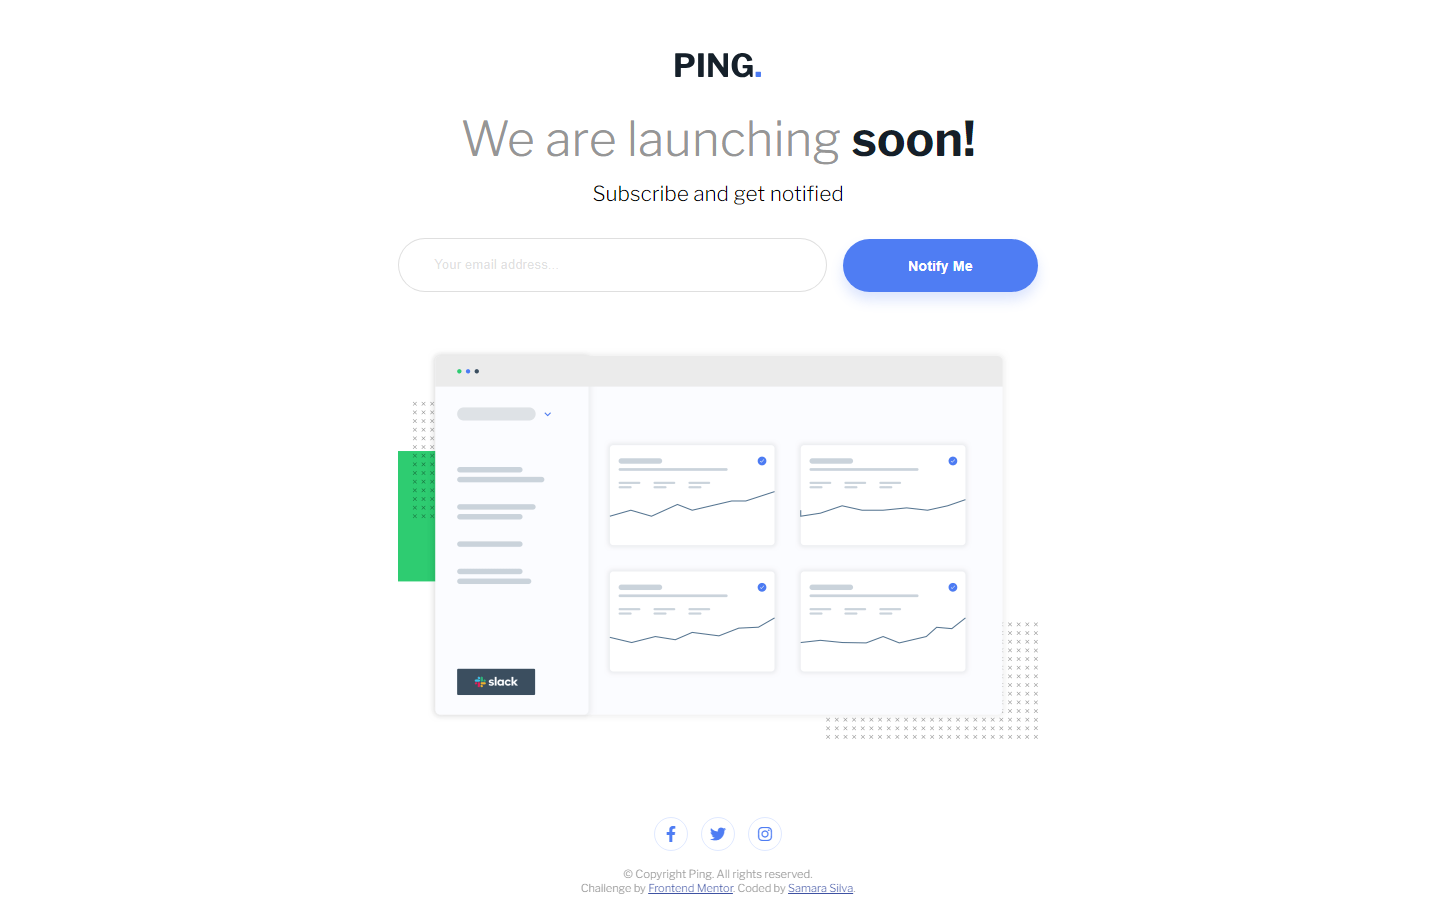 PING.
We are launching soon!
Subscribe and get notified
Your email address...
Notify Me
slack
© Copyright Ping. All rights reserved.
Challenge by Frontend Mentor. Coded by Samara Silva.